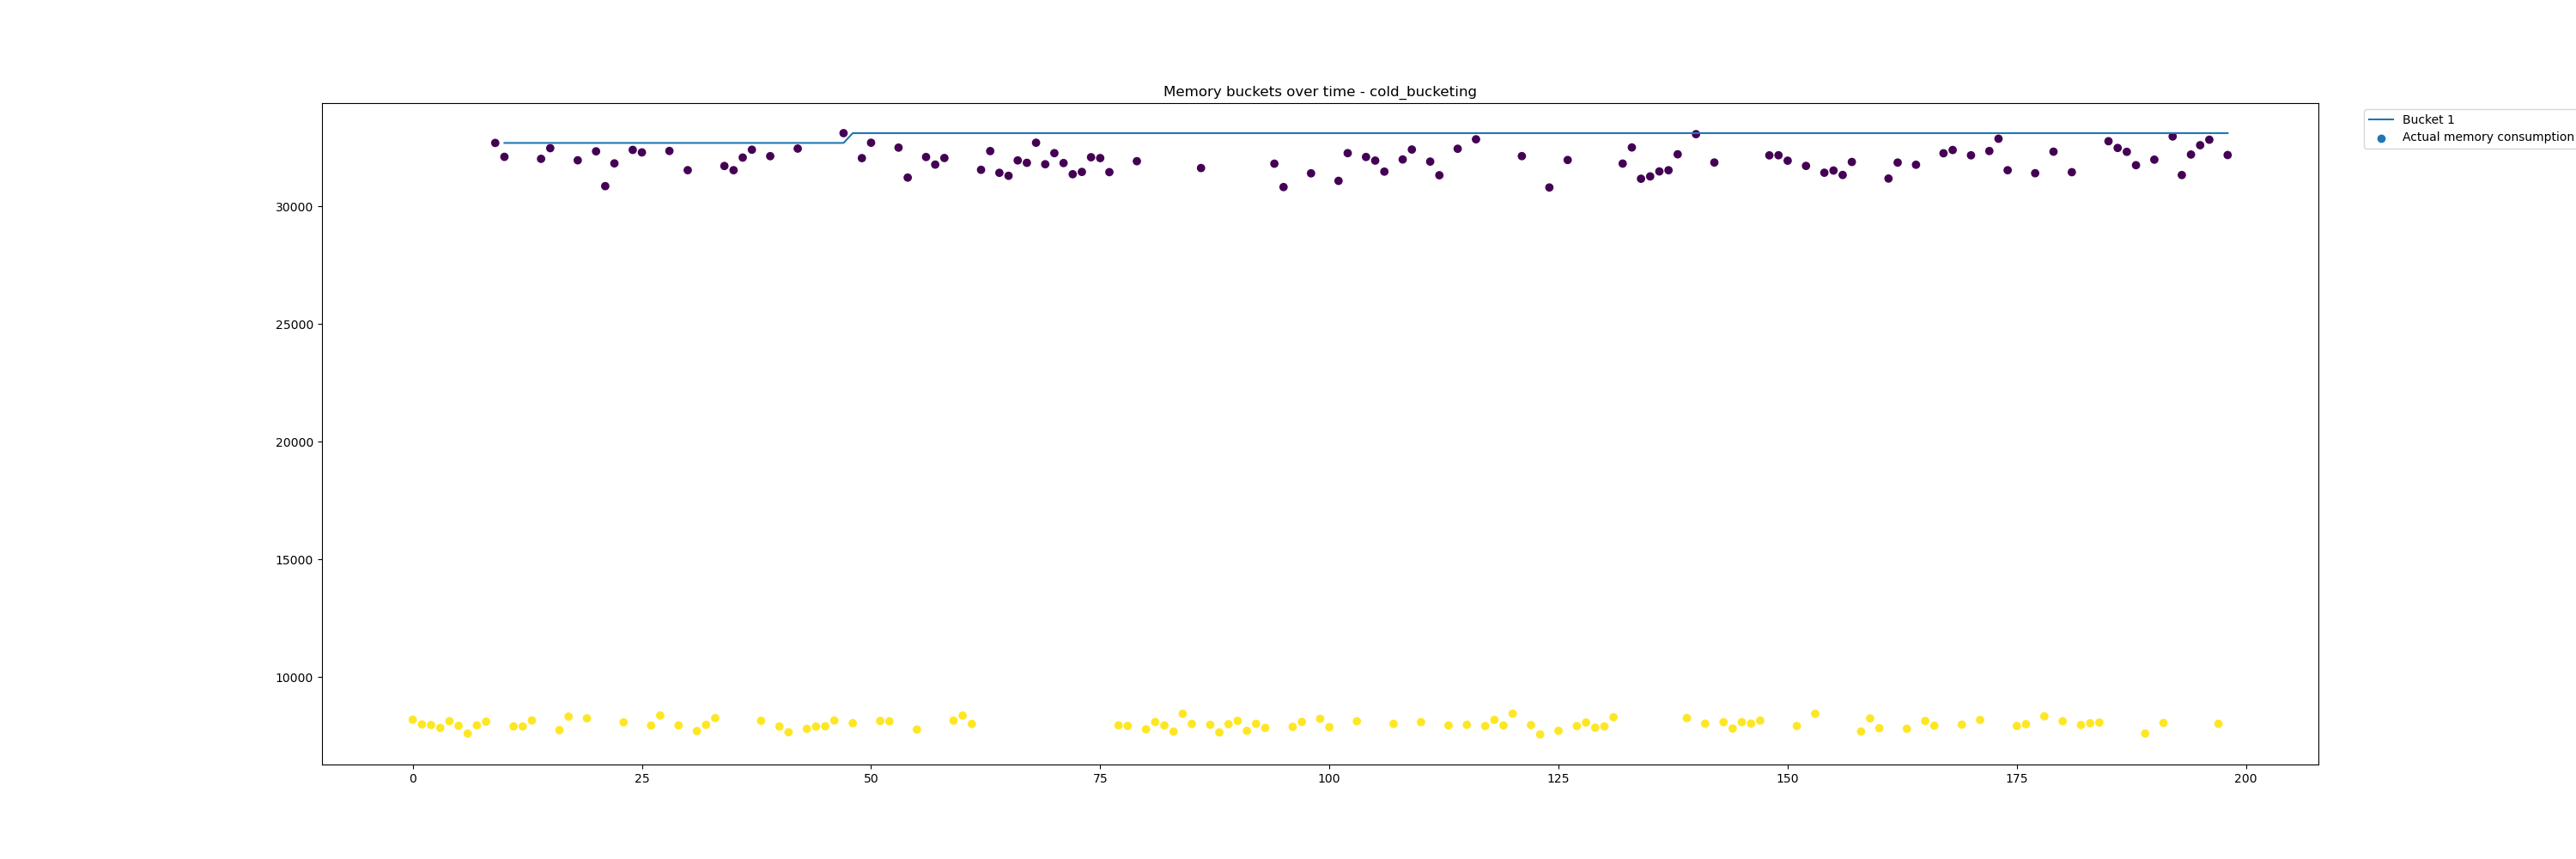 Memory buckets over time - cold_bucketing
Bucket 1
Actual memory consumption
30000
25000
20000
15000
10000
0 25 50 75 100 125 150 175 200